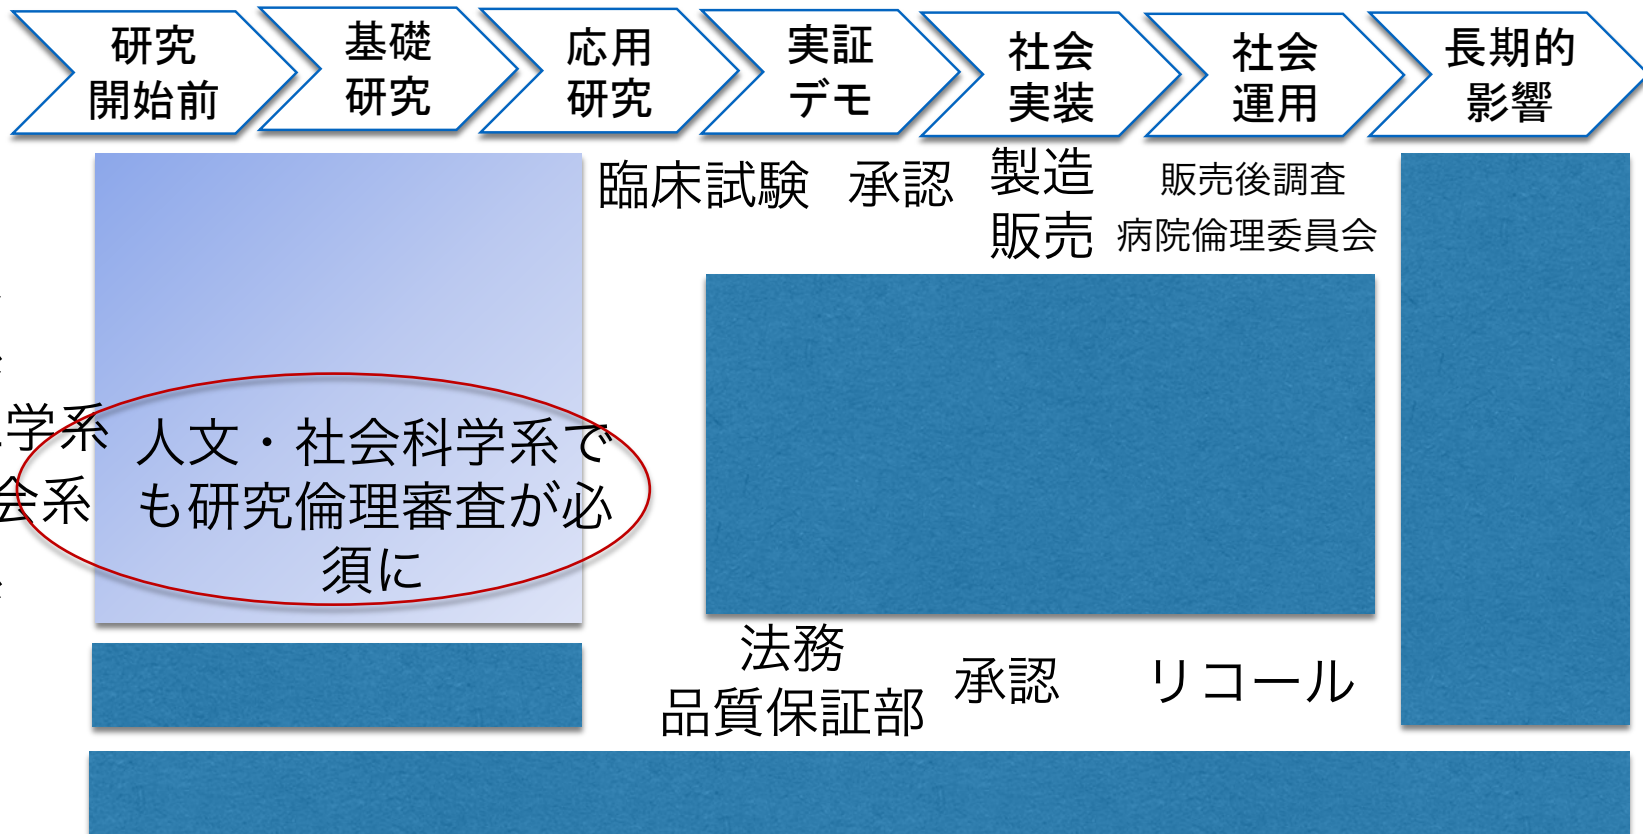 研究
開始前
基礎
研究
応用
研究
実証
デモ
社会
実装
社会
運用
長期的
影響
臨床試験
承認
製造
販売
販売後調査
病院倫理委員会
学系
会系
人文・社会科学系で
も研究倫理審査が必
須に
法務
品質保証部
承認
リコール